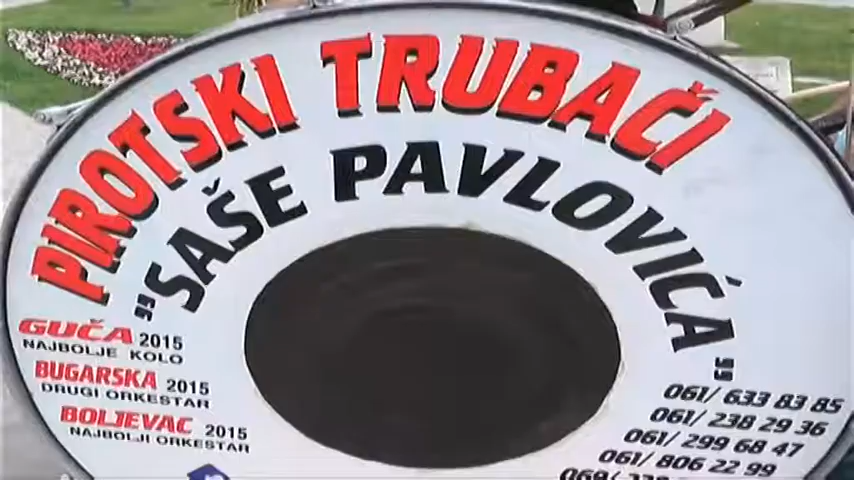 PIROTSKI TRUBAČI
„SAŠE PAVLOVIĆA"
GUČA 2015
NAJBOLJE KOLO
BUGARSKA 2015
DRUGI ORKESTAR
BOLJEVAC 2015
NAJBOLJI ORKESTAR
061/ 633 83 85
061/ 238 29 36
061/ 299 68 47
061/ 806 22 99